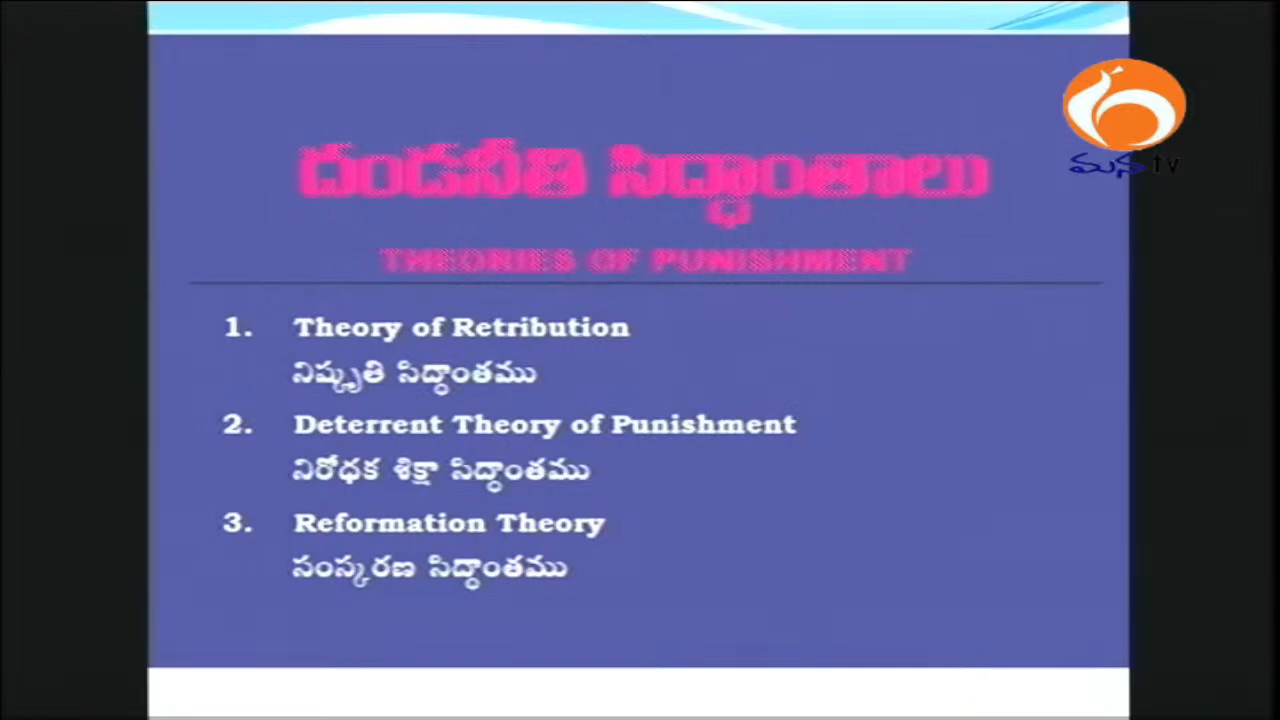 మన tv
దండనీతి సిద్ధాంతాలు
THEORIES OF PUNISHMENT
1. Theory of Retribution
నిష్కృతి సిద్ధాంతము
2. Deterrent Theory of Punishment
నిరోధక శిక్షా సిద్ధాంతము
3. Reformation Theory
సంస్కరణ సిద్ధాంతము